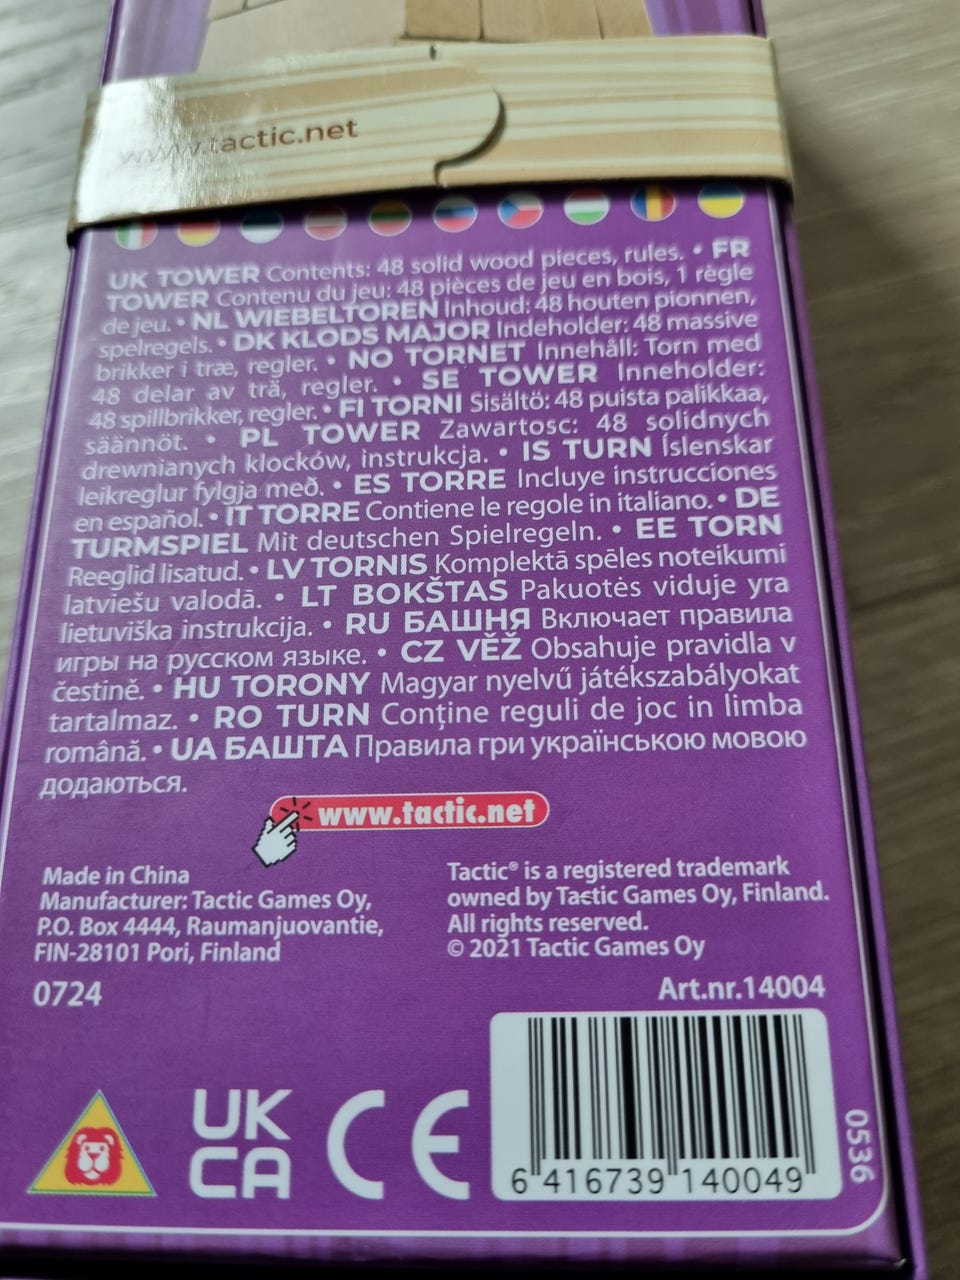 www.tactic.net
UK TOWER Contents: 48 solid wood pieces, rules. • FR
TOWER Contenu du jeu: 48 pièces de jeu en bois, 1 règle
de jeu. • NL WIEBELTOREN Inhoud: 48 houten pionnen,
spelregels. • DK KLODS MAJOR Indeholder: 48 massive
brikker i træ, regler. • NO TORNET Innehåll: Torn med
48 delar av trä, regler. • SE TOWER Inneholder:
48 spillbrikker, regler. • FI TORNI Sisältö: 48 puista palikkaa,
säännöt. • PL TOWER Zawartosc: 48 solidnych
drewnianych klocków, instrukcja. • IS TURN Íslenskar
leikreglur fylgja með. • ES TORRE Incluye instrucciones
en español. • IT TORRE Contiene le regole in italiano. • DE
TURMSPIEL Mit deutschen Spielregeln. • EE TORN
Reeglid lisatud. • LV TORNIS Komplektā spēles noteikumi
latviešu valodā. • LT BOKŠTAS Pakuotės viduje yra
lietuviška instrukcija. • RU БАШНЯ Включает правила
игры на русском языке. • CZ VĚŽ Obsahuje pravidla v
čestině. • HU TORONY Magyar nyelvű játékszabályokat
tartalmaz. • RO TURN Conține reguli de joc in limba
română. • UA БАШТА Правила гри українською мовою
додаються.
www.tactic.net
Made in China
Manufacturer: Tactic Games Oy,
P.O. Box 4444, Raumanjuovantie,
FIN-28101 Pori, Finland
0724
Tactic® is a registered trademark
owned by Tactic Games Oy, Finland.
All rights reserved.
© 2021 Tactic Games Oy
Art.nr.14004
UK
CA
CE
6 416739 140049
0536